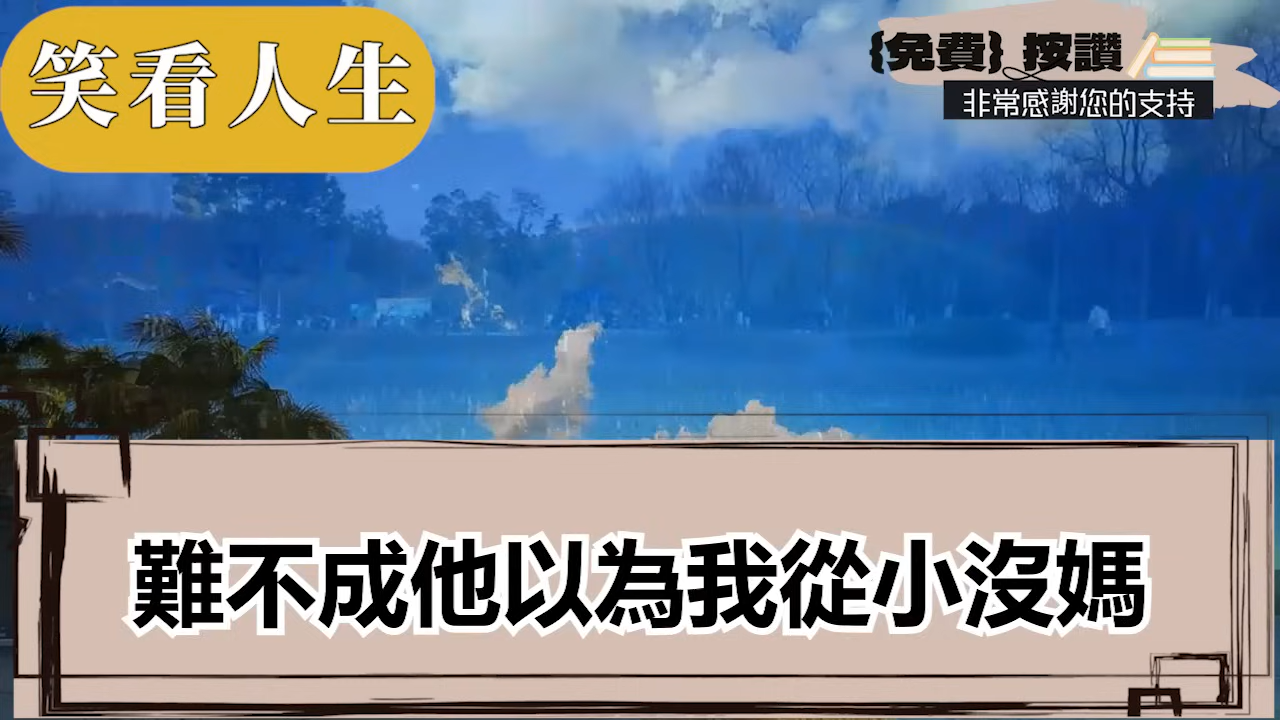 笑看人生
{免費} 按讚
非常感謝您的支持
難不成他以為我從小沒媽